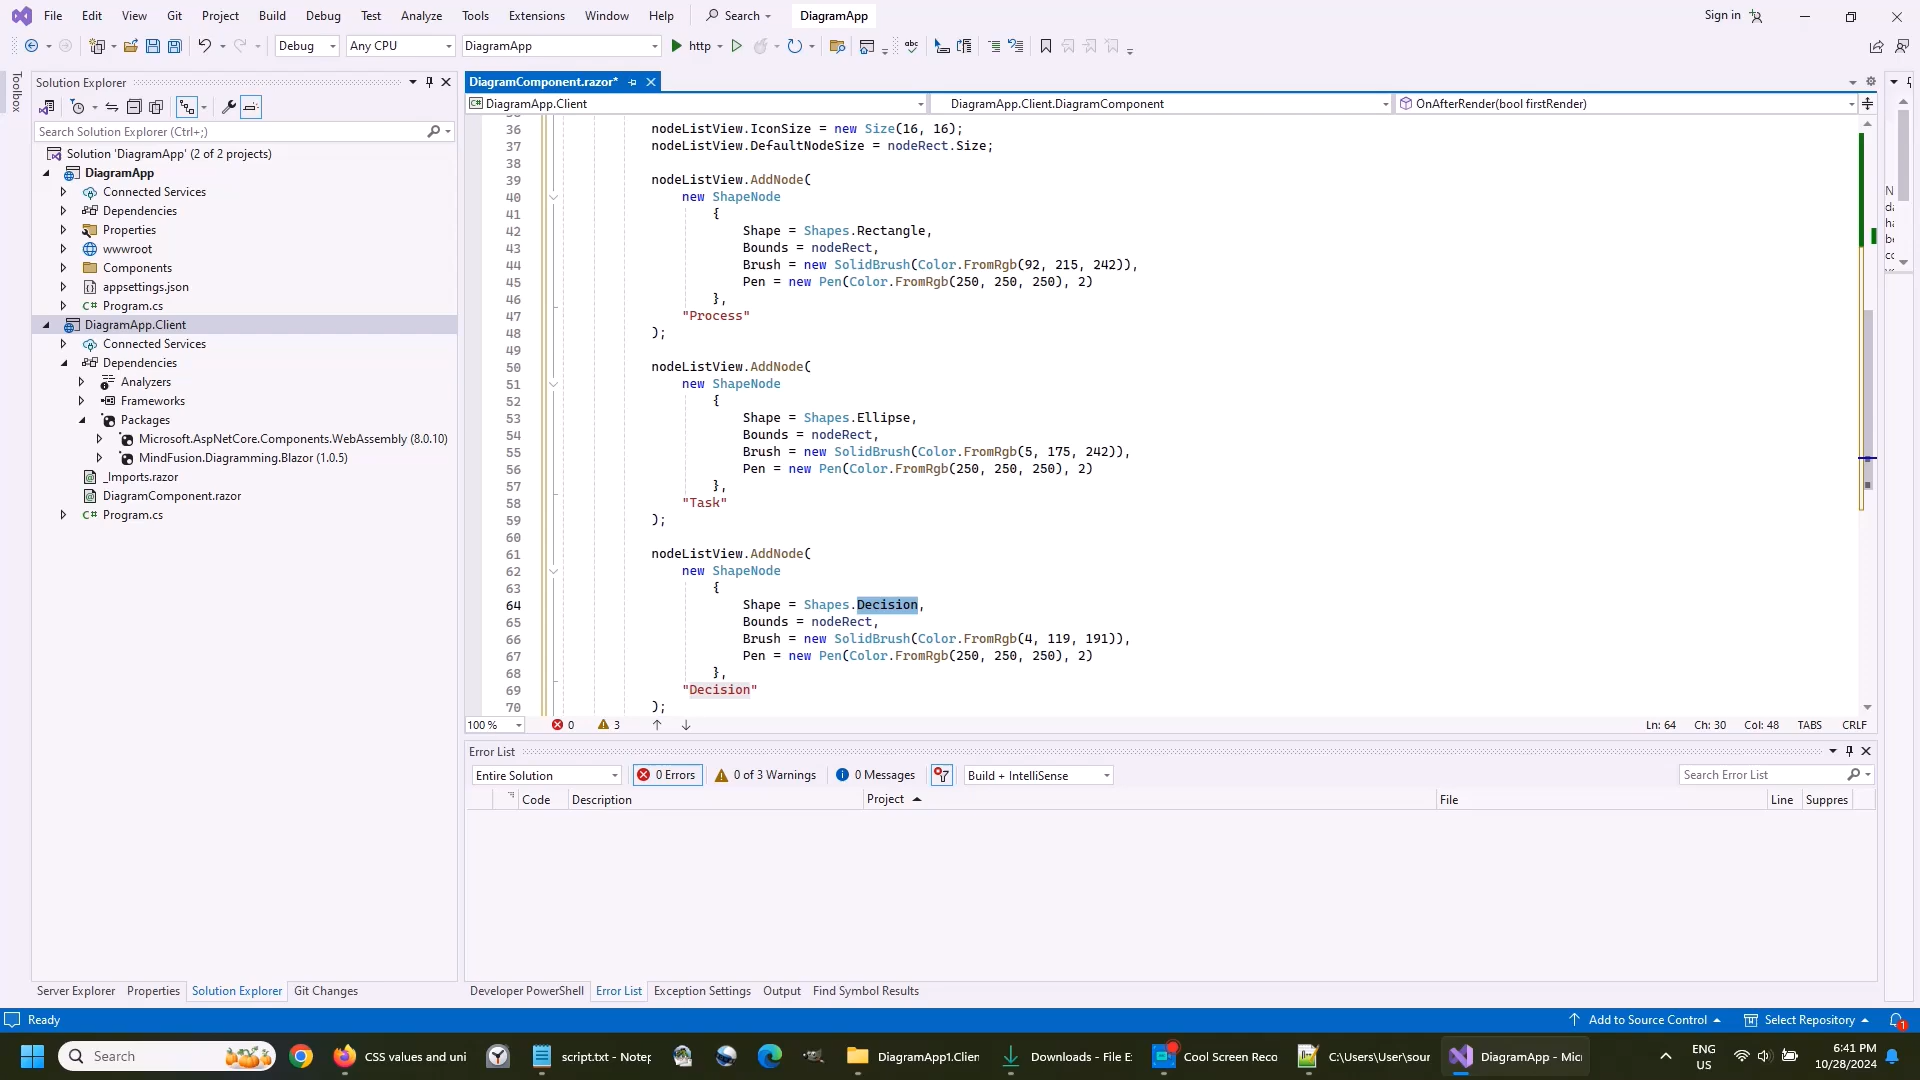 File Edit View Git Project Build Debug Test Analyze Tools Extensions Window Help Search DiagramApp Sign in
Debug Any CPU DiagramApp http
Toolbox
Solution Explorer
Search Solution Explorer (Ctrl+;)
Solution 'DiagramApp' (2 of 2 projects)
DiagramApp
Connected Services
Dependencies
Properties
wwwroot
Components
appsettings.json
C# Program.cs
DiagramApp.Client
Connected Services
Dependencies
Analyzers
Frameworks
Packages
Microsoft.AspNetCore.Components.WebAssembly (8.0.10)
MindFusion.Diagramming.Blazor (1.0.5)
_Imports.razor
DiagramComponent.razor
C# Program.cs
Server Explorer Properties Solution Explorer Git Changes
DiagramComponent.razor*
C# DiagramApp.Client DiagramApp.Client.DiagramComponent OnAfterRender(bool firstRender)
36 nodeListView.IconSize = new Size(16, 16);
37 nodeListView.DefaultNodeSize = nodeRect.Size;
38
39 nodeListView.AddNode(
40 new ShapeNode
41 {
42 Shape = Shapes.Rectangle,
43 Bounds = nodeRect,
44 Brush = new SolidBrush(Color.FromRgb(92, 215, 242)),
45 Pen = new Pen(Color.FromRgb(250, 250, 250), 2)
46 },
47 "Process"
48 );
49
50 nodeListView.AddNode(
51 new ShapeNode
52 {
53 Shape = Shapes.Ellipse,
54 Bounds = nodeRect,
55 Brush = new SolidBrush(Color.FromRgb(5, 175, 242)),
56 Pen = new Pen(Color.FromRgb(250, 250, 250), 2)
57 },
58 "Task"
59 );
60
61 nodeListView.AddNode(
62 new ShapeNode
63 {
64 Shape = Shapes.Decision,
65 Bounds = nodeRect,
66 Brush = new SolidBrush(Color.FromRgb(4, 119, 191)),
67 Pen = new Pen(Color.FromRgb(250, 250, 250), 2)
68 },
69 "Decision"
70 );
100 % 0 3 Ln: 64 Ch: 30 Col: 48 TABS CRLF
Error List
Entire Solution 0 Errors 0 of 3 Warnings 0 Messages Build + IntelliSense Search Error List
Code Description Project File Line Suppres
Developer PowerShell Error List Exception Settings Output Find Symbol Results
Ready Add to Source Control Select Repository 1
Search CSS values and uni script.txt - Notep DiagramApp1.Clien Downloads - File E Cool Screen Reco C:\Users\User\sour DiagramApp - Mic ENG US 6:41 PM 10/28/2024